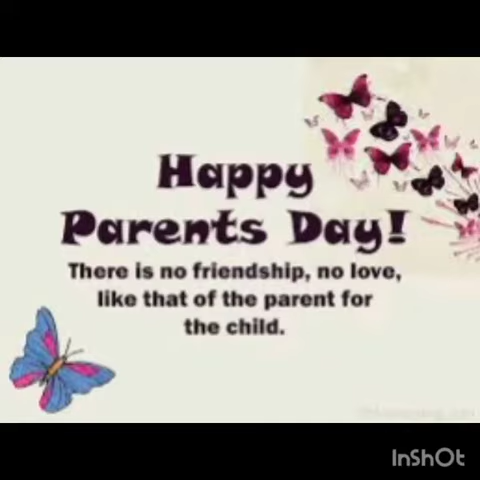 Happy
Parents Day!
There is no friendship, no love,
like that of the parent for
the child.
InShOt